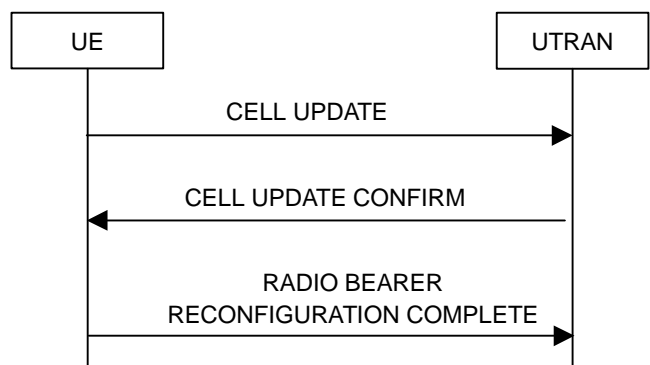 UE
UTRAN
CELL UPDATE
CELL UPDATE CONFIRM
RADIO BEARER
RECONFIGURATION COMPLETE